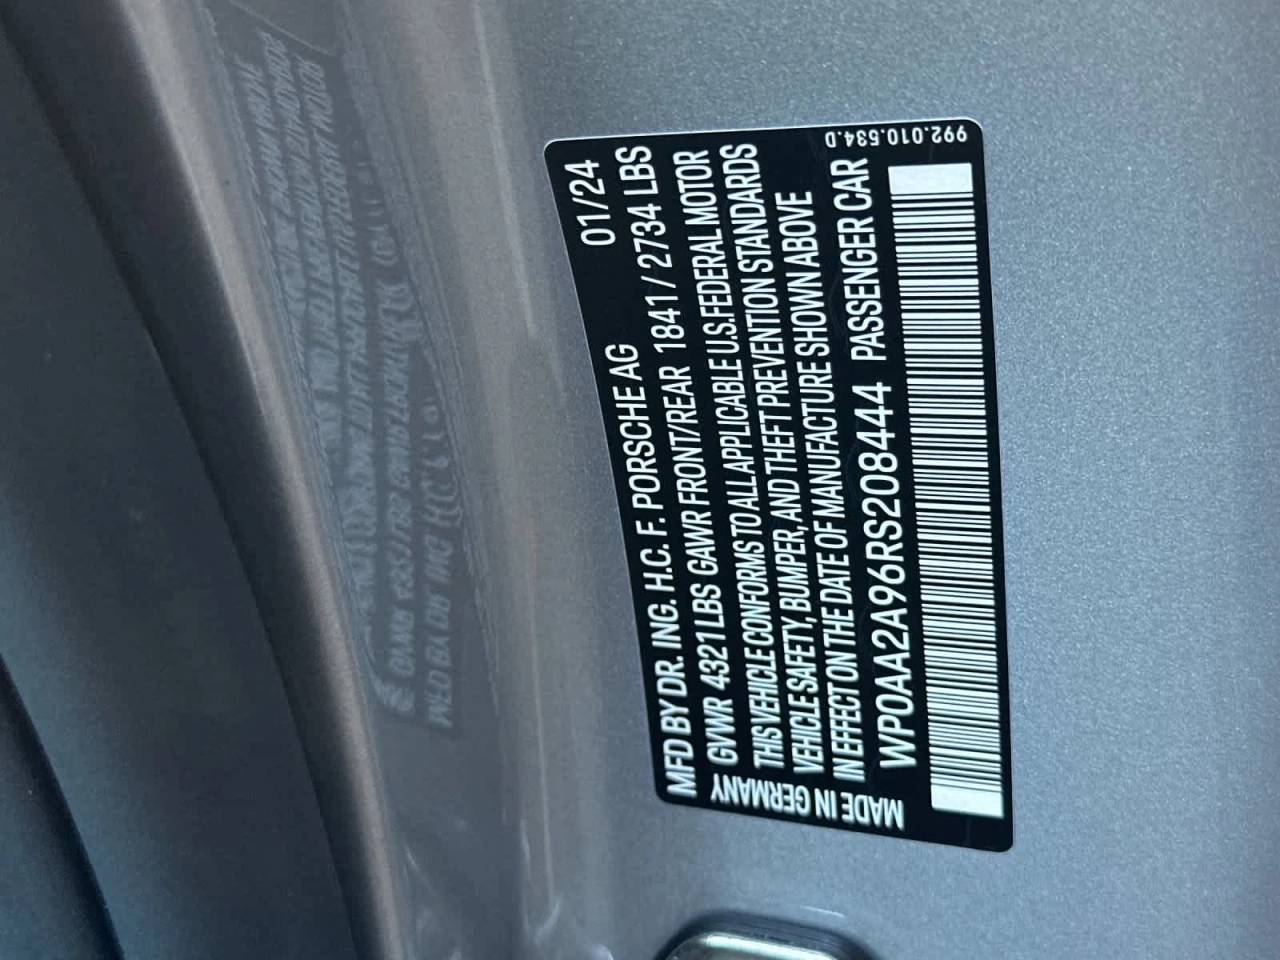 MFD BY DR. ING. H.C. F. PORSCHE AG 01/24
GVWR 4321 LBS GAWR FRONT/REAR 1841 / 2734 LBS
THIS VEHICLE CONFORMS TO ALL APPLICABLE U.S. FEDERAL MOTOR
VEHICLE SAFETY, BUMPER, AND THEFT PREVENTION STANDARDS
IN EFFECT ON THE DATE OF MANUFACTURE SHOWN ABOVE
WP0AA2A96RS208444 PASSENGER CAR
MADE IN GERMANY
992.010.534.D